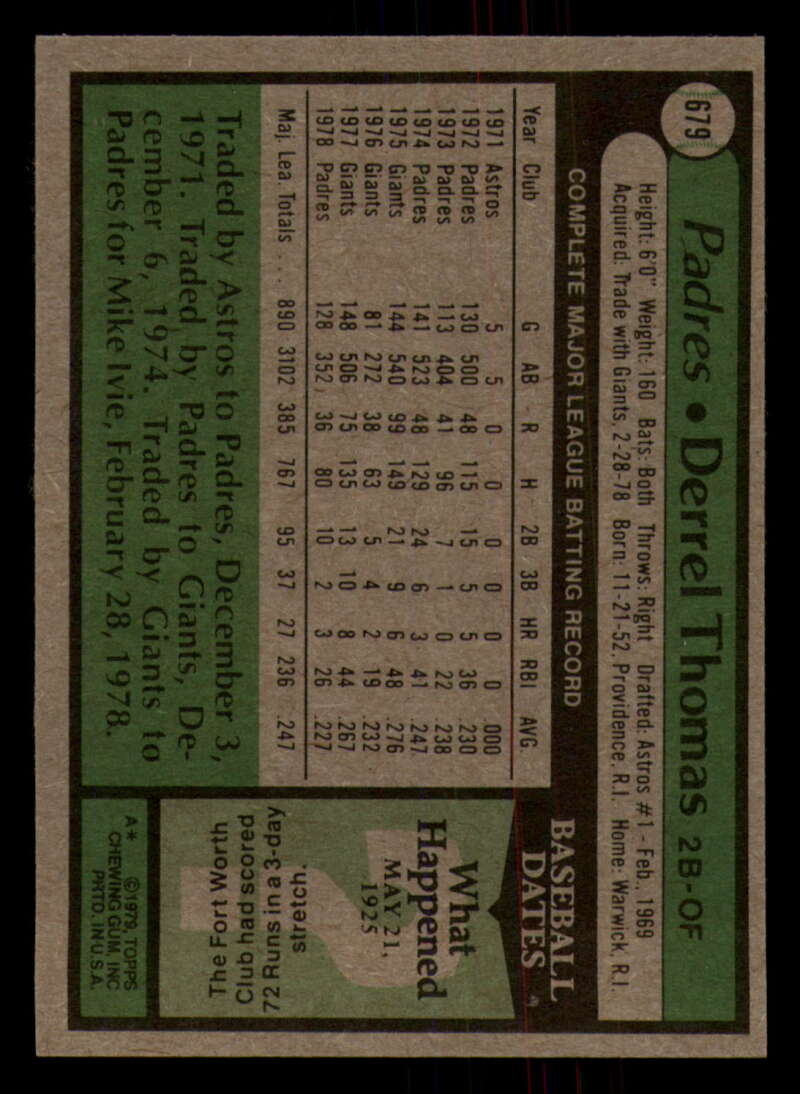 679
Padres • Derrel Thomas 2B-OF
Height: 6'0" Weight: 160 Bats: Both Throws: Right Drafted: Astros #1 - Feb., 1969
Acquired: Trade with Giants, 2-28-78 Born: 11-21-52, Providence, R.I. Home: Warwick, R.I.
COMPLETE MAJOR LEAGUE BATTING RECORD
Year Club G AB R H 2B 3B HR RBI AVG.
1971 Astros 5 5 0 0 0 0 0 0 .000
1972 Padres 130 500 48 115 15 5 5 36 .230
1973 Padres 113 404 41 96 7 1 0 22 .238
1974 Padres 141 523 48 129 24 6 3 41 .247
1975 Giants 144 540 99 149 21 9 6 48 .276
1976 Giants 81 272 38 63 5 4 2 19 .232
1977 Giants 148 506 75 135 13 10 8 44 .267
1978 Padres 128 352 36 80 10 2 3 26 .227
Maj. Lea. Totals . . . 890 3102 385 767 95 37 27 236 .247
Traded by Astros to Padres, December 3,
1971. Traded by Padres to Giants, De-
cember 6, 1974. Traded by Giants to
Padres for Mike Ivie, February 28, 1978.
BASEBALL
DATES
What
Happened
MAY 21,
1925
The Fort Worth
Club had scored
72 Runs in a 3-day
stretch.
A* ©1979, TOPPS
CHEWING GUM, INC
PRTD. IN U.S.A.